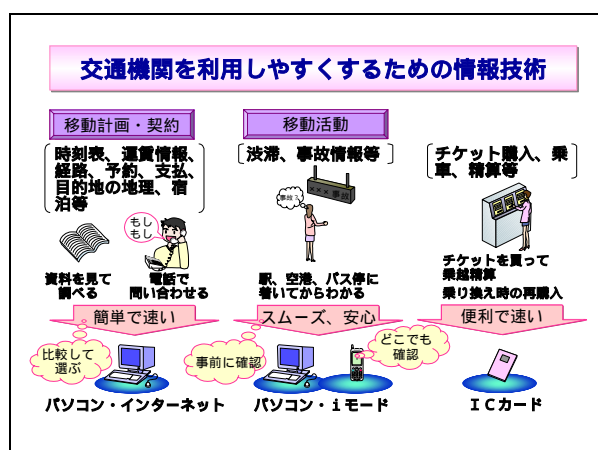 交通機関を利用しやすくするための情報技術
移動計画・契約
時刻表、運賃情報、
経路、予約、支払、
目的地の地理、宿
泊等
もし
もし
資料を見て
調べる
電話で
問い合わせる
簡単で速い
比較して
選ぶ
パソコン・インターネット
移動活動
渋滞、事故情報等
×××事故
事故?
駅、空港、バス停に
着いてからわかる
スムーズ、安心
事前に確認
どこでも
確認
パソコン・iモード
チケット購入、乗
車、精算等
チケットを買って
乗越精算
乗り換え時の再購入
便利で速い
ICカード